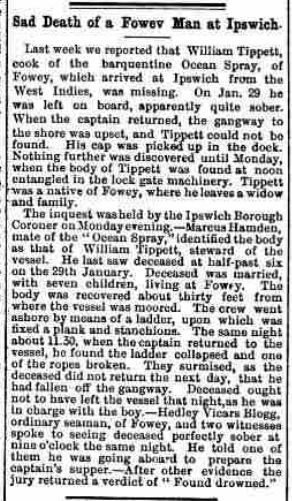 Sad Death of a Fowey Man at Ipswich.
Last week we reported that William Tippett,
cook of the barquentine Ocean Spray, of
Fowey, which arrived at Ipswich from the
West Indies, was missing. On Jan. 29 he
was left on board, apparently quite sober.
When the captain returned, the gangway to
the shore was upset, and Tippett could not be
found. His cap was picked up in the dock.
Nothing further was discovered until Monday,
when the body of Tippett was found at noon
entangled in the lock gate machinery. Tippett
was a native of Fowey, where he leaves a widow
and family.
The inquest was held by the Ipswich Borough
Coroner on Monday evening.—Marcus Hamden,
mate of the "Ocean Spray," identified the body
as that of William Tippett, steward of the
vessel. He last saw deceased at half-past six
on the 29th January. Deceased was married,
with seven children, living at Fowey. The
body was recovered about thirty feet from
where the vessel was moored. The crew went
ashore by means of a ladder, upon which was
fixed a plank and stanchions. The same night
about 11.30, when the captain returned to the
vessel, he found the ladder collapsed and one
of the ropes broken. They surmised, as the
deceased did not return the next day, that he
had fallen off the gangway. Deceased ought
not to have left the vessel that night, as he was
in charge with the boy.—Hedley Vicars Blogg,
ordinary seaman, of Fowey, and two witnesses
spoke to seeing deceased perfectly sober at
nine o'clock the same night. He told one of
them he was going aboard to prepare the
captain's supper.—After other evidence the
jury returned a verdict of "Found drowned."